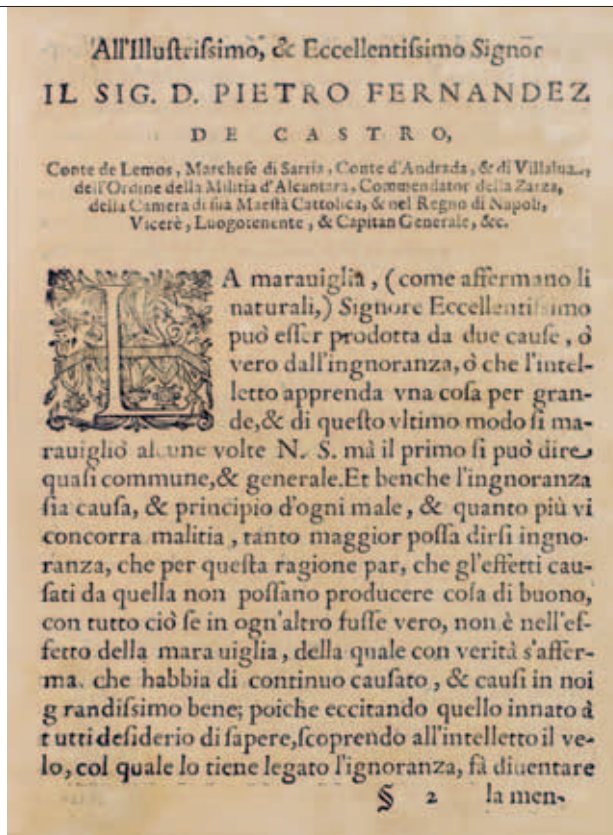 All'Illustrissimo, & Eccellentissimo Signor
IL SIG. D. PIETRO FERNANDEZ
DE CASTRO,
Conte de Lemos, Marchese di Sarria, Conte d'Andrada, & di Villalua,
dell'Ordine della Militia d'Alcantara, Commendator della Zarza,
della Camera di sua Maestà Cattolica, & nel Regno di Napoli,
Vicerè, Luogotenente, & Capitan Generale, &c.
LA marauiglia, (come affermano li
naturali,) Signore Eccellentissimo
può esser prodotta da due cause, ò
vero dall'ingnoranza, ò che l'intel-
letto apprenda vna cosa per gran-
de,& di questo vltimo modo si ma-
rauigliò alcune volte N. S. mà il primo si può dire
quasi commune,& generale.Et benche l'ingnoranza
sia causa, & principio d'ogni male, & quanto più vi
concorra malitia, tanto maggior possa dirsi ingno-
ranza, che per questa ragione par, che gl'effetti cau-
sati da quella non possano producere cosa di buono,
con tutto ciò se in ogn'altro fusse vero, non è nell'ef-
fetto della mara uiglia, della quale con verità s'affer-
ma. che habbia di continuo causato, & causi in noi
g randissimo bene; poiche eccitando quello innato à
t utti desiderio di sapere,scoprendo all'intelletto il ve-
lo, col quale lo tiene legato l'ignoranza, fà diuentare
§ 2 la men-